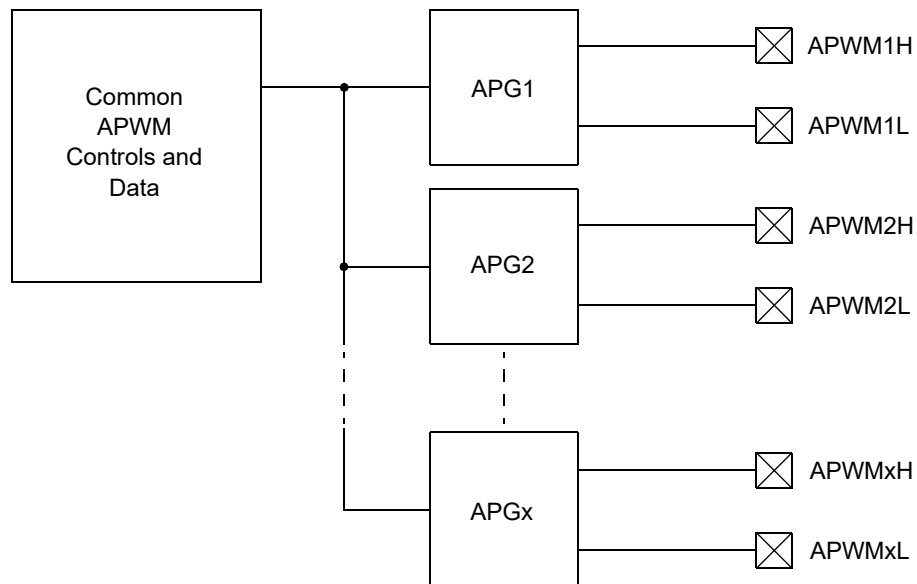 Common
APWM
Controls and
Data
APG1
APWM1H
APWM1L
APG2
APWM2H
APWM2L
APGx
APWMxH
APWMxL